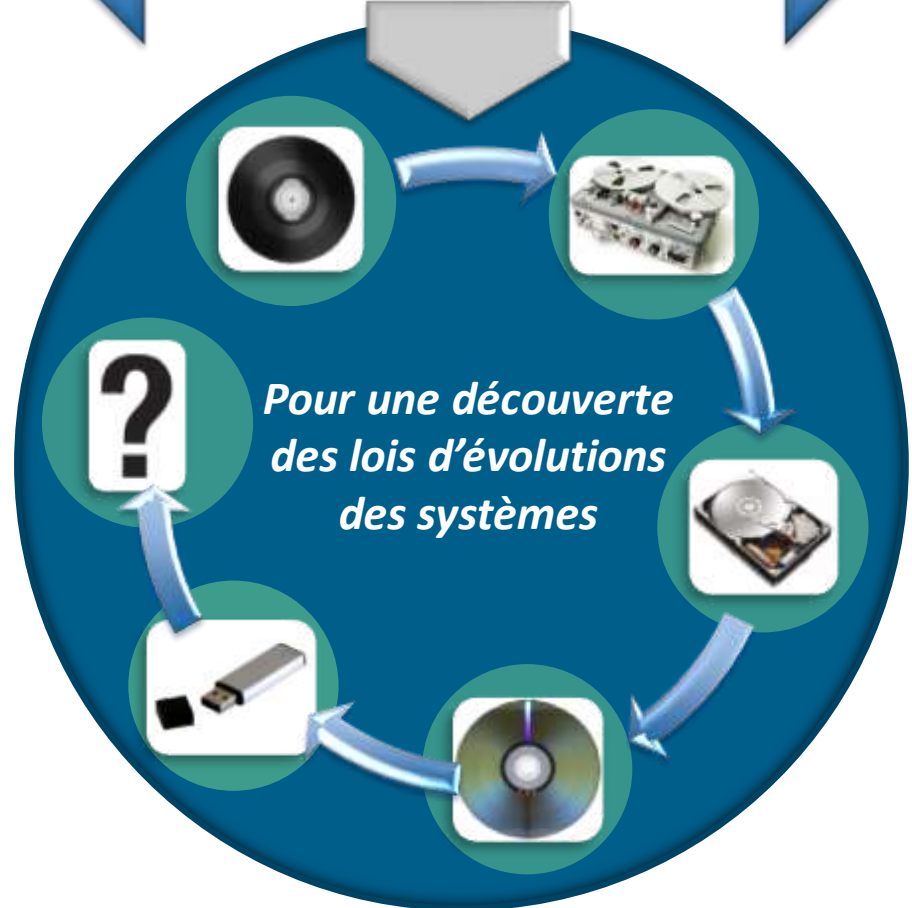 ?
Pour une découverte
des lois d’évolutions
des systèmes